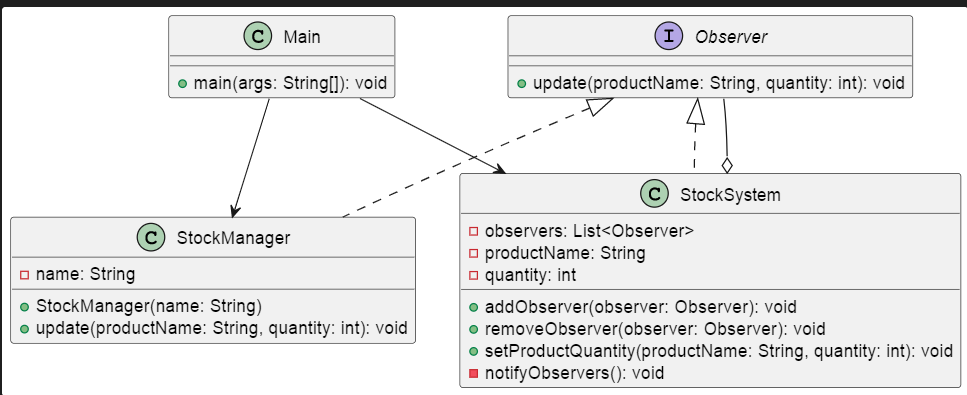 C Main
main(args: String[]): void
I Observer
update(productName: String, quantity: int): void
C StockManager
name: String
StockManager(name: String)
update(productName: String, quantity: int): void
C StockSystem
observers: List<Observer>
productName: String
quantity: int
addObserver(observer: Observer): void
removeObserver(observer: Observer): void
setProductQuantity(productName: String, quantity: int): void
notifyObservers(): void